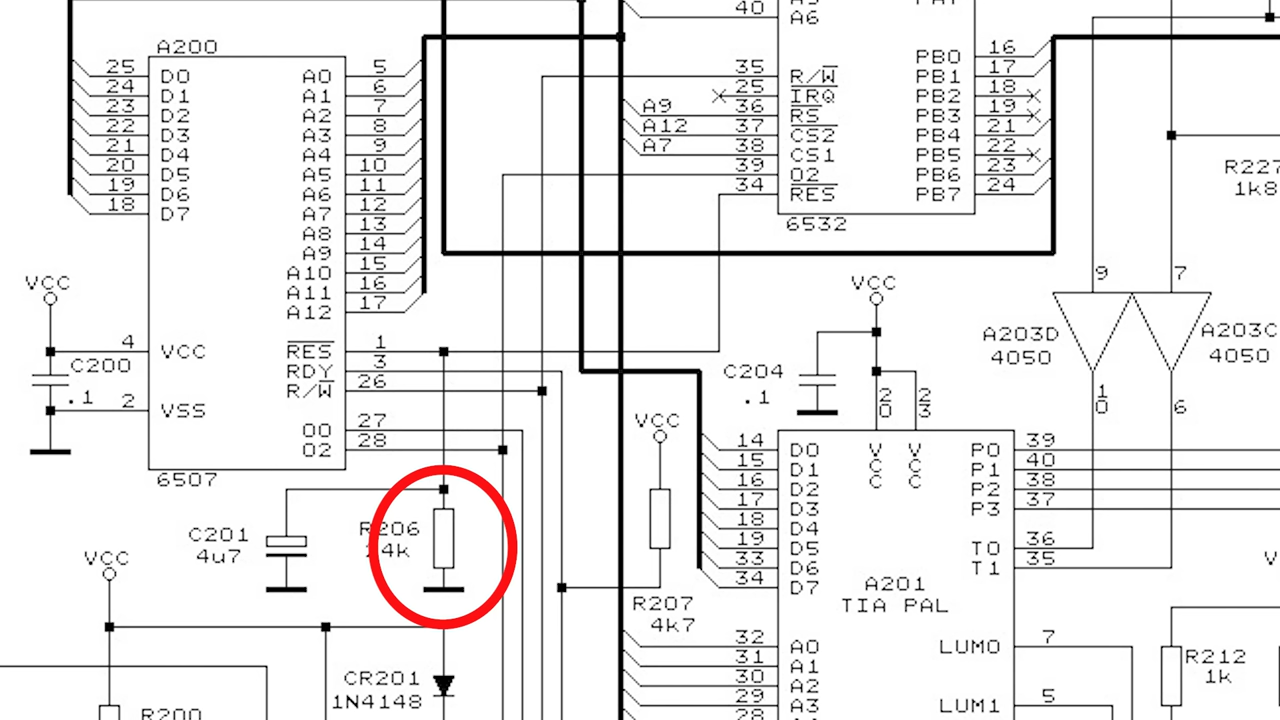 40
A6
A200
25 D0
24 D1
23 D2
22 D3
21 D4
20 D5
19 D6
18 D7
A0 5
A1 6
A2 7
A3 8
A4 9
A5 10
A6 11
A7 12
A8 13
A9 14
A10 15
A11 16
A12 17
VCC
4 VCC
C200
.1
2 VSS
RES 1
RDY 3
R/W 26
O0 27
O2 28
6507
35 R/W
25 IRQ
A9 36 RS
A12 37 CS2
A7 38 CS1
39 O2
34 RES
PB0 16
PB1 17
PB2 18
PB3 19
PB4 21
PB5 22
PB6 23
PB7 24
6532
R227
1k8
9
7
A203D
4050
A203C
4050
10
6
VCC
C204
.1
20
23
VCC
VCC
VCC
14 D0
15 D1
16 D2
17 D3
18 D4
19 D5
33 D6
34 D7
P0 39
P1 40
P2 38
P3 37
T0 36
T1 35
A201
TIA PAL
R207
4k7
C201
4u7
R206
24k
VCC
CR201
1N4148
R200
32 A0
31 A1
30 A2
29 A3
28
LUM0 7
LUM1 5
R212
1k